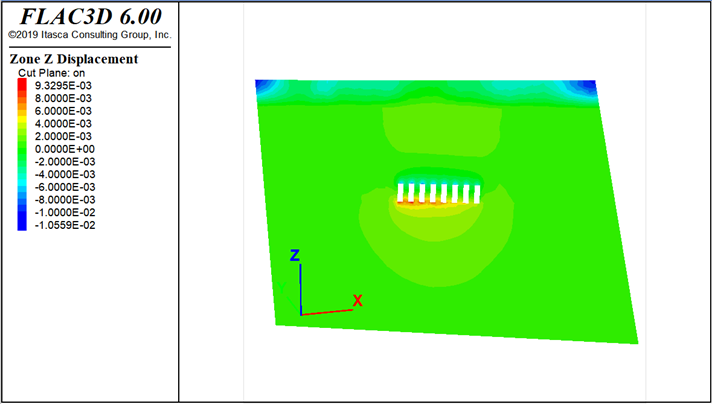 FLAC3D 6.00
©2019 Itasca Consulting Group, Inc.
Zone Z Displacement
Cut Plane: on
9.3295E-03
8.0000E-03
6.0000E-03
4.0000E-03
2.0000E-03
0.0000E+00
-2.0000E-03
-4.0000E-03
-6.0000E-03
-8.0000E-03
-1.0000E-02
-1.0559E-02
Z
X